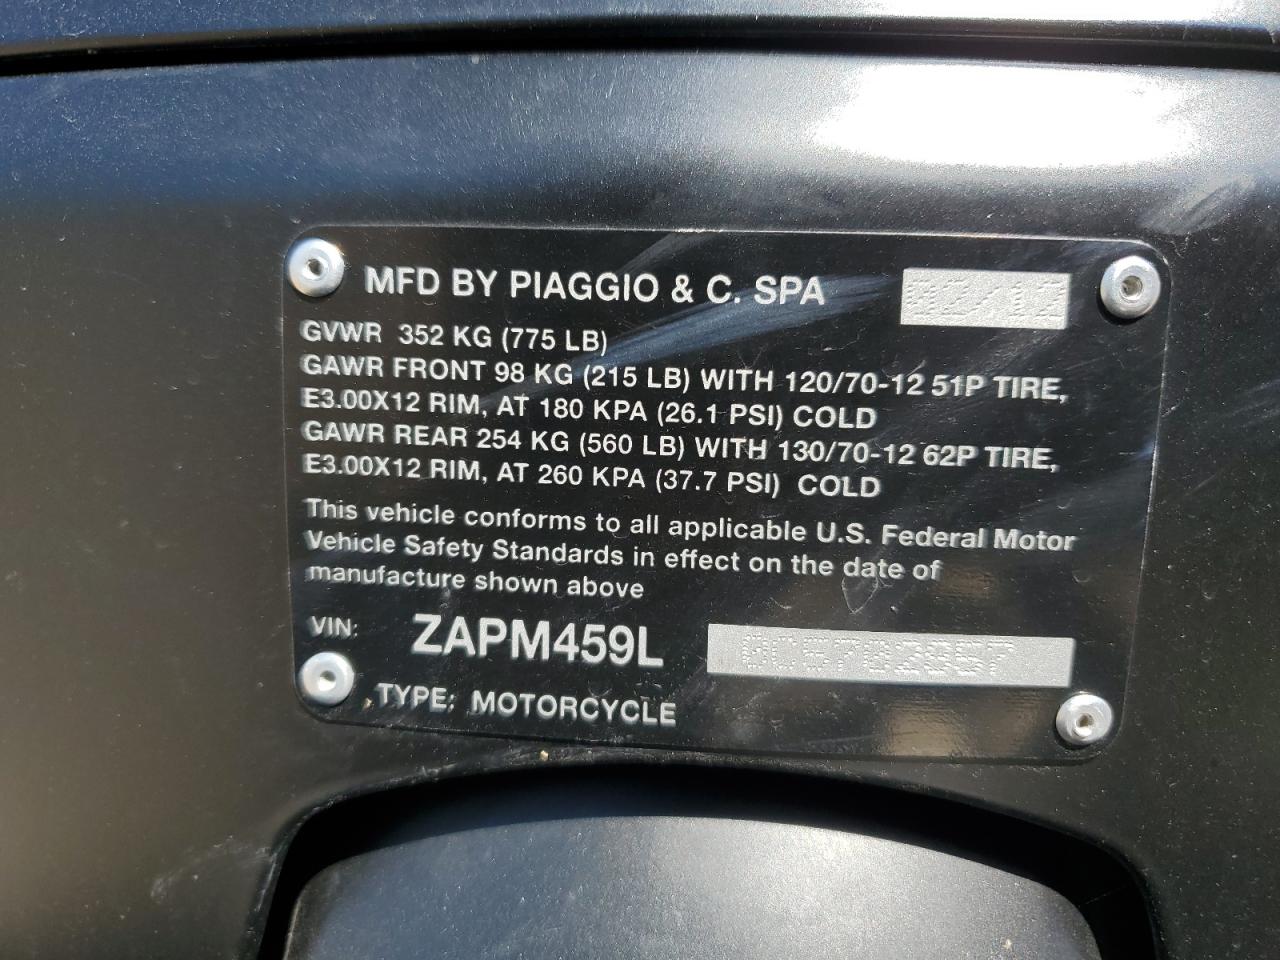 MFD BY PIAGGIO & C. SPA 02/12
GVWR 352 KG (775 LB)
GAWR FRONT 98 KG (215 LB) WITH 120/70-12 51P TIRE,
E3.00X12 RIM, AT 180 KPA (26.1 PSI) COLD
GAWR REAR 254 KG (560 LB) WITH 130/70-12 62P TIRE,
E3.00X12 RIM, AT 260 KPA (37.7 PSI) COLD
This vehicle conforms to all applicable U.S. Federal Motor
Vehicle Safety Standards in effect on the date of
manufacture shown above
VIN: ZAPM459L
TYPE: MOTORCYCLE